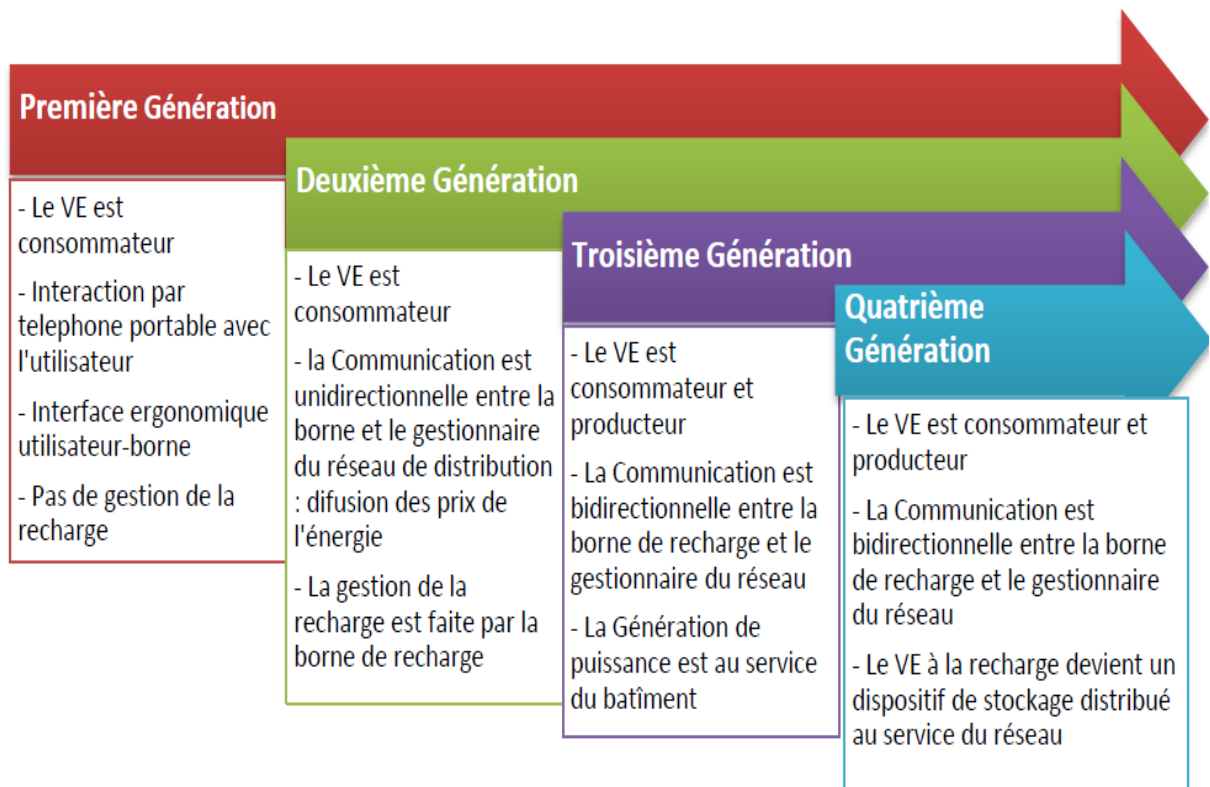 Première Génération
- Le VE est
consommateur
- Interaction par
telephone portable avec
l'utilisateur
- Interface ergonomique
utilisateur-borne
- Pas de gestion de la
recharge
Deuxième Génération
- Le VE est
consommateur
- la Communication est
unidirectionnelle entre la
borne et le gestionnaire
du réseau de distribution
: difusion des prix de
l'énergie
- La gestion de la
recharge est faite par la
borne de recharge
Troisième Génération
- Le VE est
consommateur et
producteur
- La Communication est
bidirectionnelle entre la
borne de recharge et le
gestionnaire du réseau
- La Génération de
puissance est au service
du batîment
Quatrième
Génération
- Le VE est consommateur et
producteur
- La Communication est
bidirectionnelle entre la borne
de recharge et le gestionnaire
du réseau
- Le VE à la recharge devient un
dispositif de stockage distribué
au service du réseau